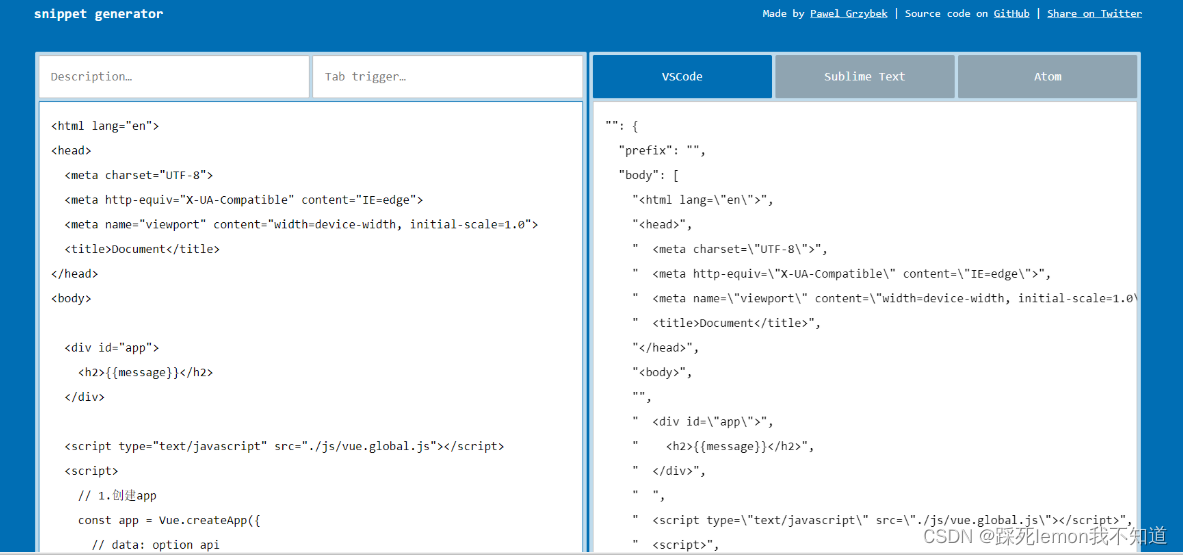 snippet generator
Made by Pawel Grzybek | Source code on GitHub | Share on Twitter
Description…
Tab trigger…
VSCode
Sublime Text
Atom
<html lang="en">
<head>
<meta charset="UTF-8">
<meta http-equiv="X-UA-Compatible" content="IE=edge">
<meta name="viewport" content="width=device-width, initial-scale=1.0">
<title>Document</title>
</head>
<body>
<div id="app">
<h2>{{message}}</h2>
</div>
<script type="text/javascript" src="./js/vue.global.js"></script>
<script>
// 1.创建app
const app = Vue.createApp({
// data: option api
"": {
"prefix": "",
"body": [
"<html lang=\"en\">",
"<head>",
"  <meta charset=\"UTF-8\">",
"  <meta http-equiv=\"X-UA-Compatible\" content=\"IE=edge\">",
"  <meta name=\"viewport\" content=\"width=device-width, initial-scale=1.0\
"  <title>Document</title>",
"</head>",
"<body>",
"",
"  <div id=\"app\">",
"    <h2>{{message}}</h2>",
"  </div>",
"  ",
"  <script type=\"text/javascript\" src=\"./js/vue.global.js\"></script>",
"  <script>",
CSDN @踩死lemon我不知道